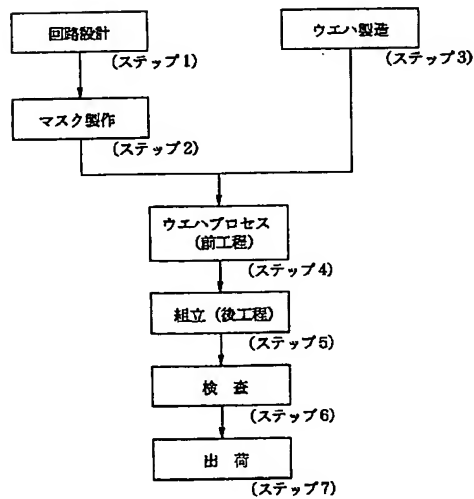 回路設計
(ステップ1)
ウエハ製造
(ステップ3)
マスク製作
(ステップ2)
ウエハプロセス
(前工程)
(ステップ4)
組立(後工程)
(ステップ5)
検 査
(ステップ6)
出 荷
(ステップ7)